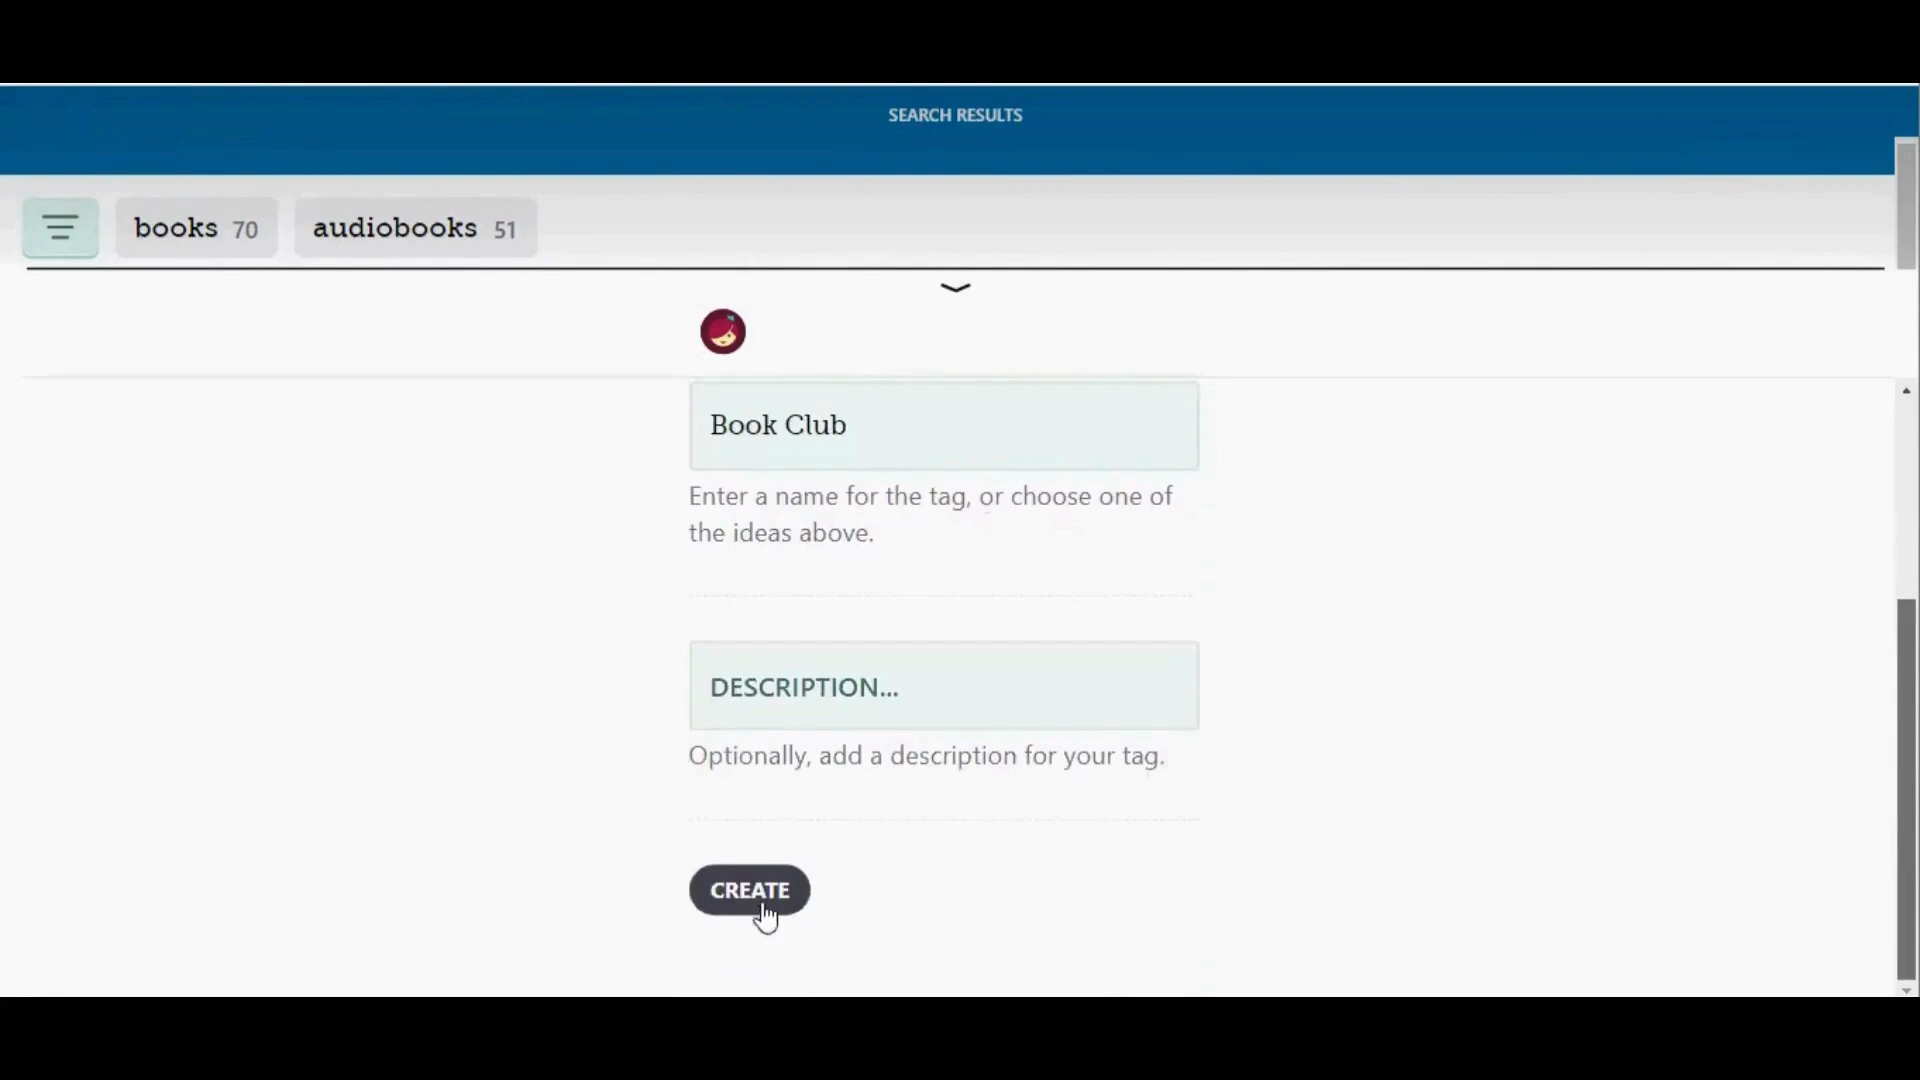 SEARCH RESULTS
books 70
audiobooks 51
Book Club
Enter a name for the tag, or choose one of
the ideas above.
DESCRIPTION...
Optionally, add a description for your tag.
CREATE